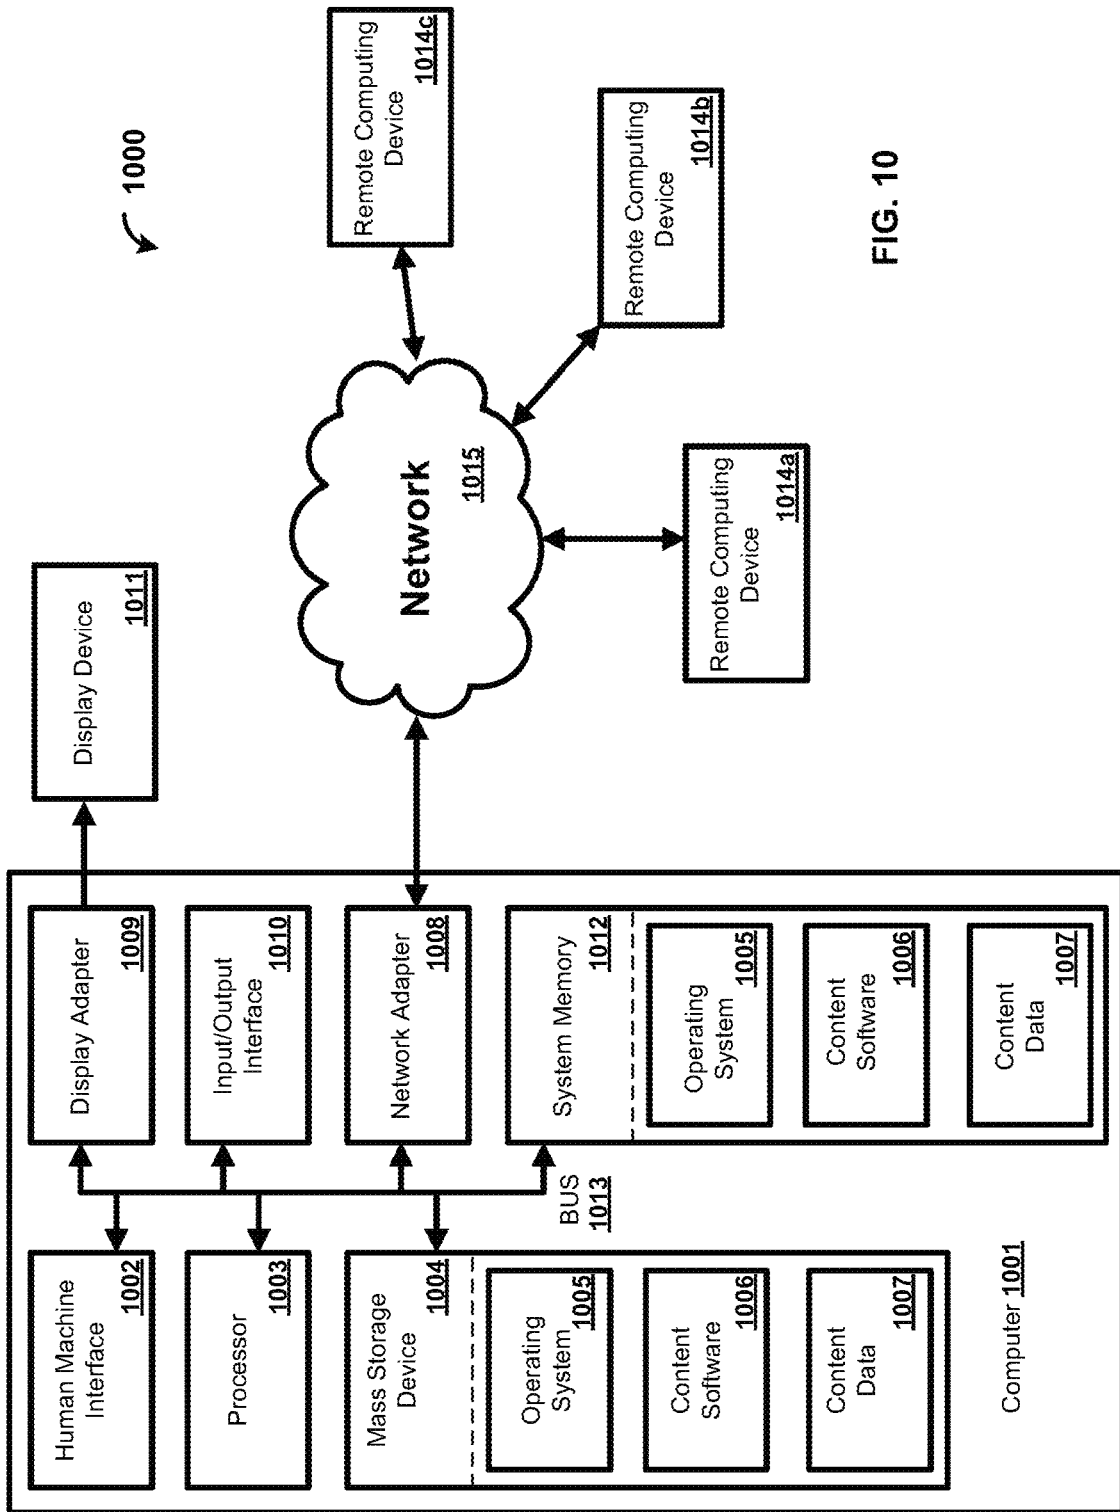 1000
Human Machine
Interface
1002
Processor
1003
Mass Storage
Device
1004
Operating
System
1005
Content
Software
1006
Content
Data
1007
Computer 1001
BUS
1013
Display Adapter
1009
Input/Output
Interface
1010
Network Adapter
1008
System Memory
1012
Operating
System
1005
Content
Software
1006
Content
Data
1007
Display Device
1011
Network
1015
Remote Computing
Device
1014a
Remote Computing
Device
1014b
Remote Computing
Device
1014c
FIG. 10